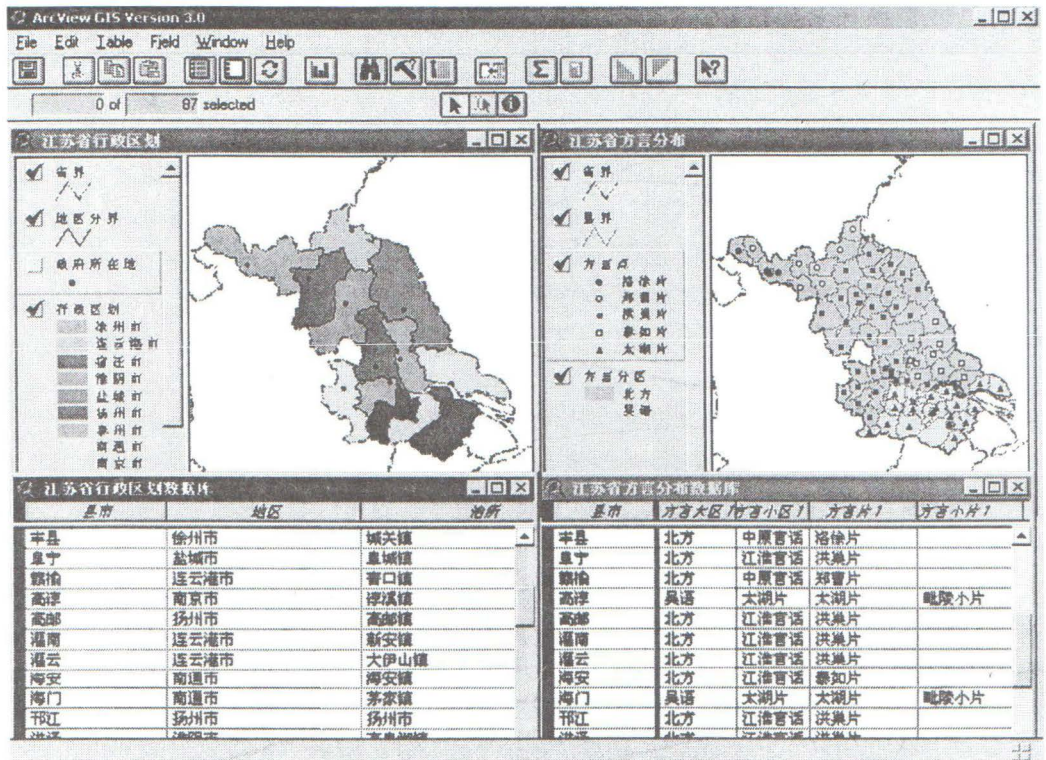 ArcView GIS Version 3.0
File Edit Table Field Window Help
0 of 87 selected
江苏省行政区划
省界
地区分界
政府所在地
行政区划
徐州市
连云港市
宿迁市
淮阴市
盐城市
扬州市
泰州市
南通市
南京市
江苏省方言分布
省界
县界
方言点
洛徐片
郑曹片
洪巢片
泰如片
太湖片
方言分区
北方
吴语
江苏省行政区划数据库
县市 地区 治所
丰县 徐州市 城关镇
阜宁 盐城市 阜城镇
赣榆 连云港市 青口镇
高淳 南京市 淳溪镇
高邮 扬州市 高邮镇
灌南 连云港市 新安镇
灌云 连云港市 大伊山镇
海安 南通市 海安镇
海门 南通市 茅家镇
邗江 扬州市 扬州市
江苏省方言分布数据库
县市 方言大区1 方言小区1 方言片1 方言小片1
丰县 北方 中原官话 洛徐片
阜宁 北方 江淮官话 洪巢片
赣榆 北方 中原官话 郑曹片
高淳 吴语 太湖片 太湖片 毗陵小片
高邮 北方 江淮官话 洪巢片
灌南 北方 江淮官话 洪巢片
灌云 北方 江淮官话 洪巢片
海安 北方 江淮官话 泰如片
海门 吴语 太湖片 太湖片 毗陵小片
邗江 北方 江淮官话 洪巢片